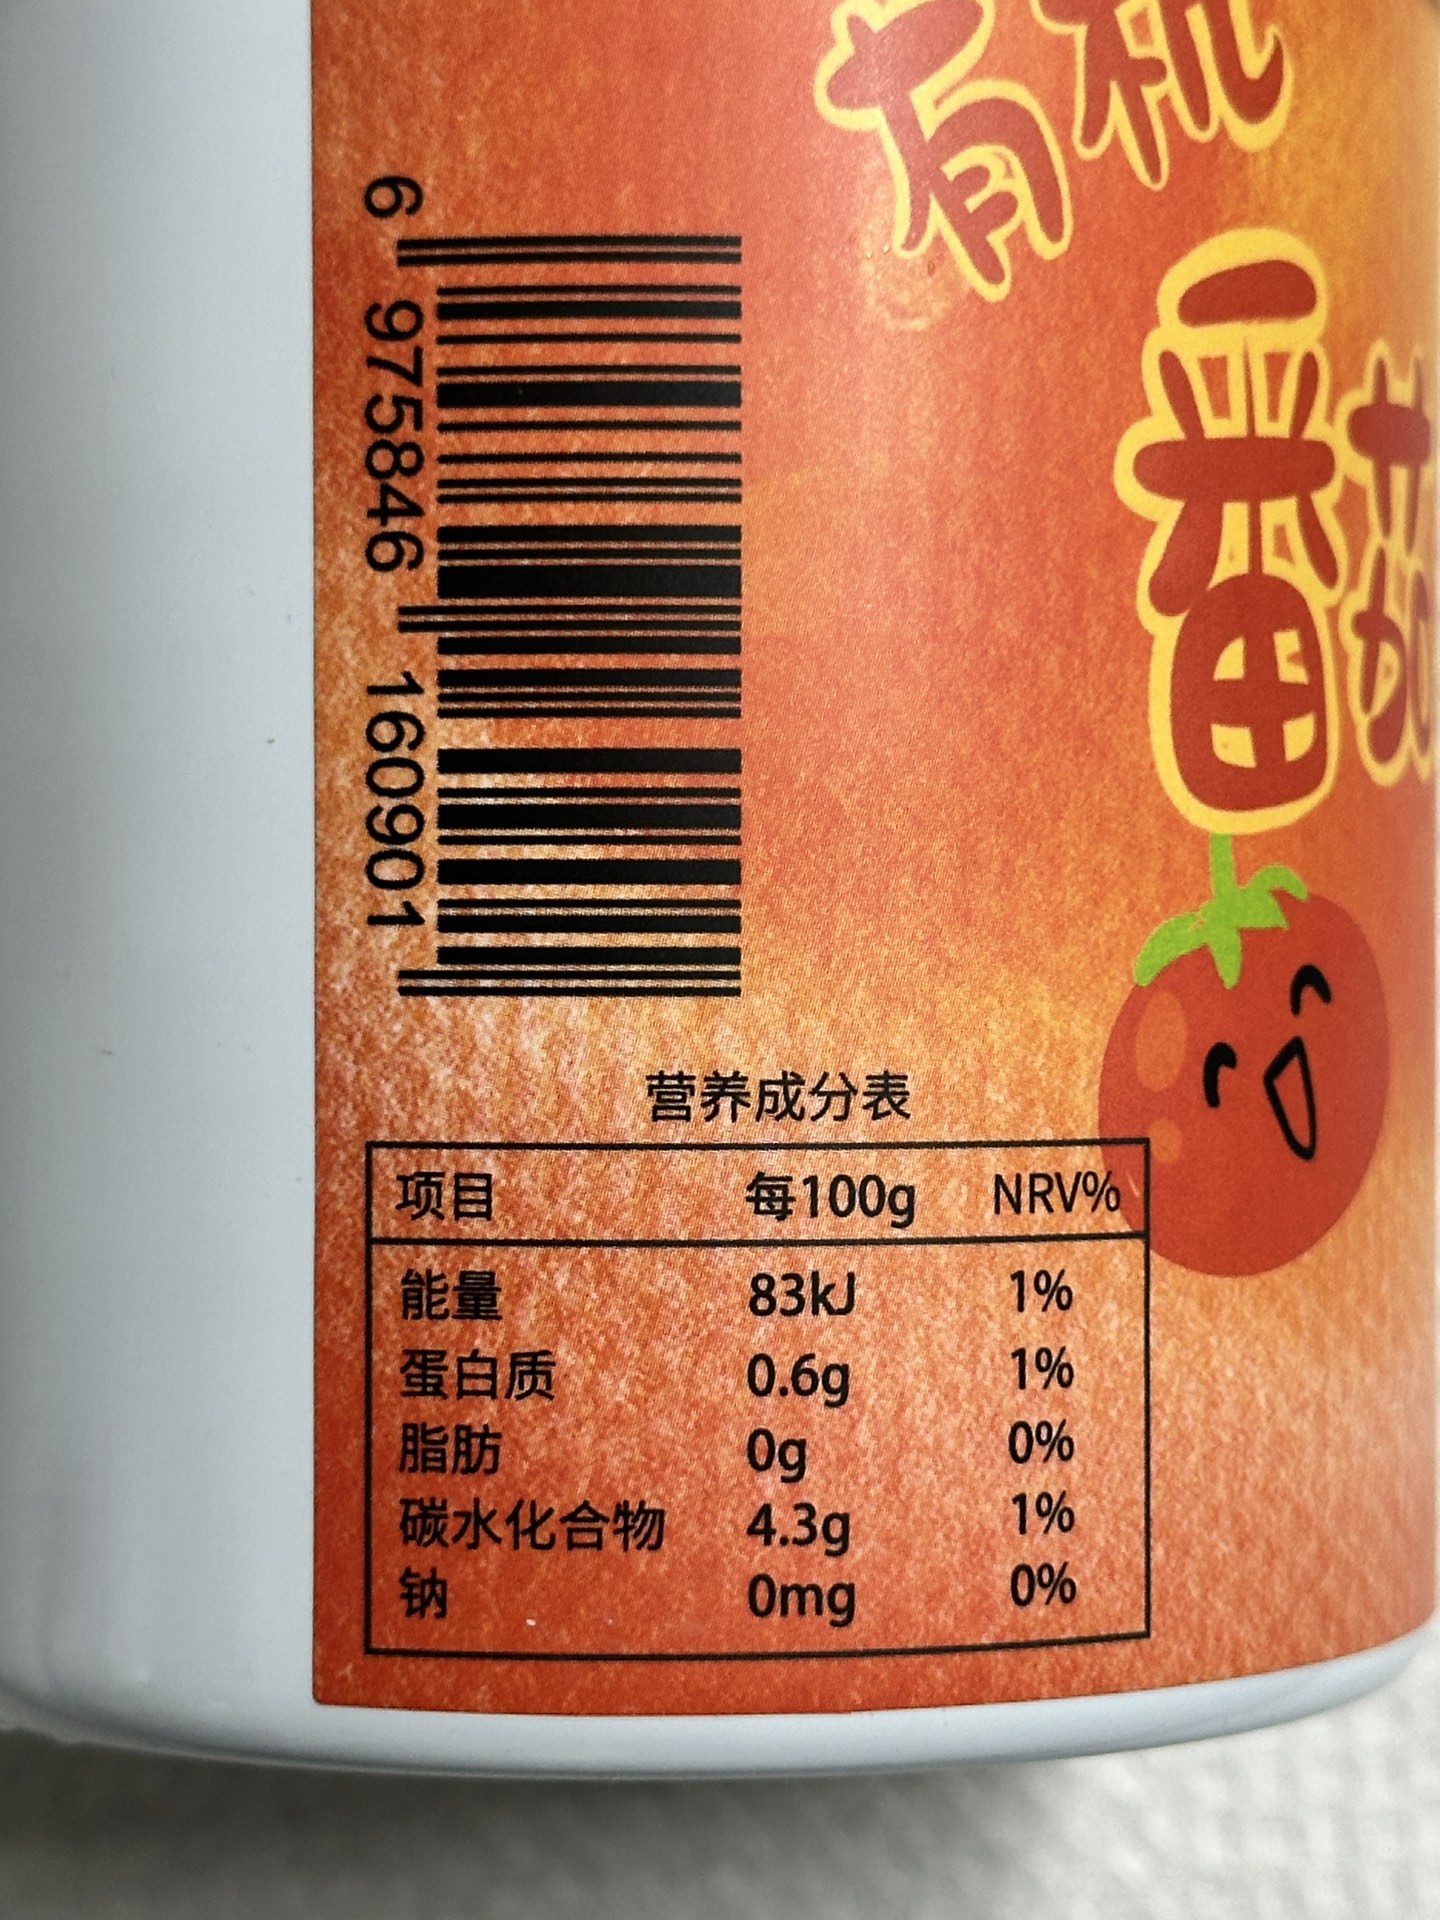 有机
番茄
6 975846 160901
营养成分表
项目 每100g NRV%
能量 83kJ 1%
蛋白质 0.6g 1%
脂肪 0g 0%
碳水化合物 4.3g 1%
钠 0mg 0%